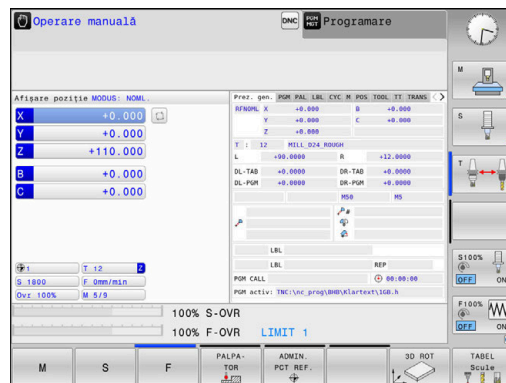 Operare manuală
DNC
PGM MGT
Programare
Afişare poziţie MODUS: NOML.
X +0.000
Y +0.000
Z +110.000
B +0.000
C +0.000
1
T 12 Z
S 1800
F 0mm/min
Ovr 100%
M 5/9
Prez. gen. PGM PAL LBL CYC M POS TOOL TT TRANS
RFNOML X +0.000 B +0.000
Y +0.000 C +0.000
Z +0.000
T : 12 MILL_D24_ROUGH
L +90.0000 R +12.0000
DL-TAB +0.0000 DR-TAB +0.0000
DL-PGM +0.0000 DR-PGM +0.0000
M50 M5
P
P#
LBL
LBL REP
PGM CALL 00:00:00
PGM activ: TNC:\nc_prog\BHD\Klartext\1GB.h
100% S-OVR
100% F-OVR LIMIT 1
M
S
F
PALPA-
TOR
ADMIN.
PCT REF.
3D ROT
TABEL
Scule
M
S
T
S100%
OFF ON
F100%
OFF ON